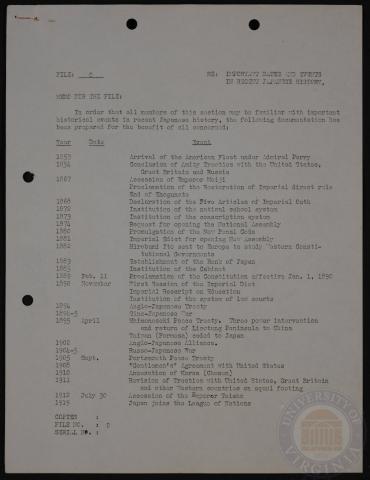 FILE: C RE: IMPORTANT DATES AND EVENTS
IN RECENT JAPANESE HISTORY.
MEMO FOR THE FILE:
In order that all members of this section may be familiar with important
historical events in recent Japanese history, the following documentation has
been prepared for the benefit of all concerned:
Year Date Event
1853 Arrival of the American Fleet under Admiral Perry
1854 Conclusion of Amity Treaties with the United States,
Great Britain and Russia
1867 Accession of Emperor Meiji
Proclamation of the Restoration of Imperial direct rule
End of Shogunate
1868 Declaration of the Five Articles of Imperial Oath
1872 Institution of the national school system
1873 Institution of the conscription system
1874 Request for opening the National Assembly
1880 Promulgation of the New Penal Code
1881 Imperial Edict for opening New Assembly
1882 Hirobumi Ito sent to Europe to study Western Consti-
tutional Governments
1883 Establishment of the Bank of Japan
1885 Institution of the Cabinet
1889 Feb. 11 Proclamation of the Constitution effective Jan. 1, 1890
1890 November First Session of the Imperial Diet
Imperial Rescript on Education
Institution of the system of law courts
1894 Anglo-Japanese Treaty
1894-5 Sino-Japanese War
1895 April Shimonoseki Peace Treaty. Three power intervention
and return of Liaotung Peninsula to China
Taiwan (Formosa) ceded to Japan
1902 Anglo-Japanese Alliance.
1904-5 Russo-Japanese War
1905 Sept. Portsmouth Peace Treaty
1908 "Gentlemen's" Agreement with United States
1910 Annexation of Korea (Chosen)
1911 Revision of Treaties with United States, Great Britain
and other Western Countries on equal footing
1912 July 30 Accession of the Emperor Taisho
1919 Japan joins the League of Nations
COPIES :
FILE NO. :
SERIAL NO. :
UNIVERSITY OF VIRGINIA